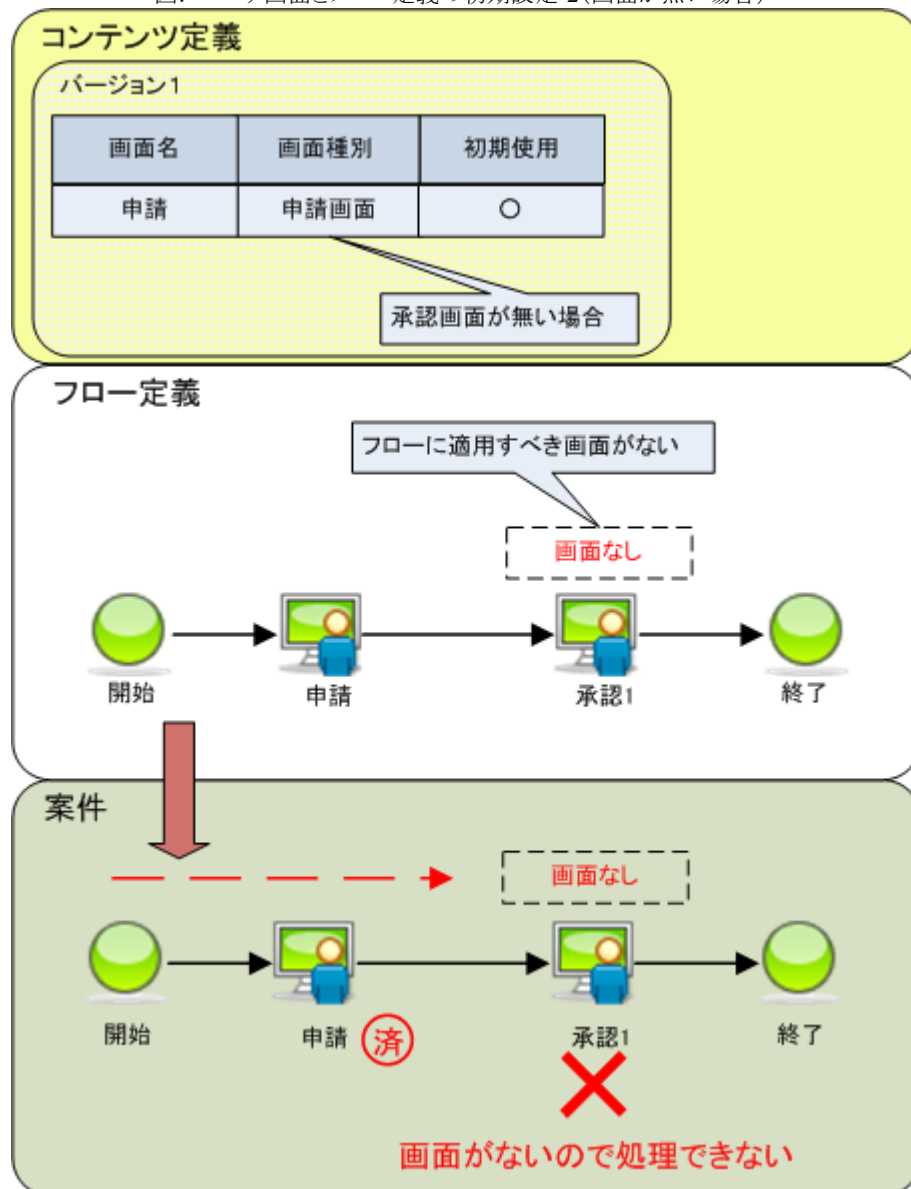 コンテンツ定義
バージョン1
画面名 画面種別 初期使用
申請 申請画面 ○
承認画面が無い場合
フロー定義
フローに適用すべき画面がない
画面なし
開始 申請 承認1 終了
案件
画面なし
開始 申請 済 承認1 終了
画面がないので処理できない